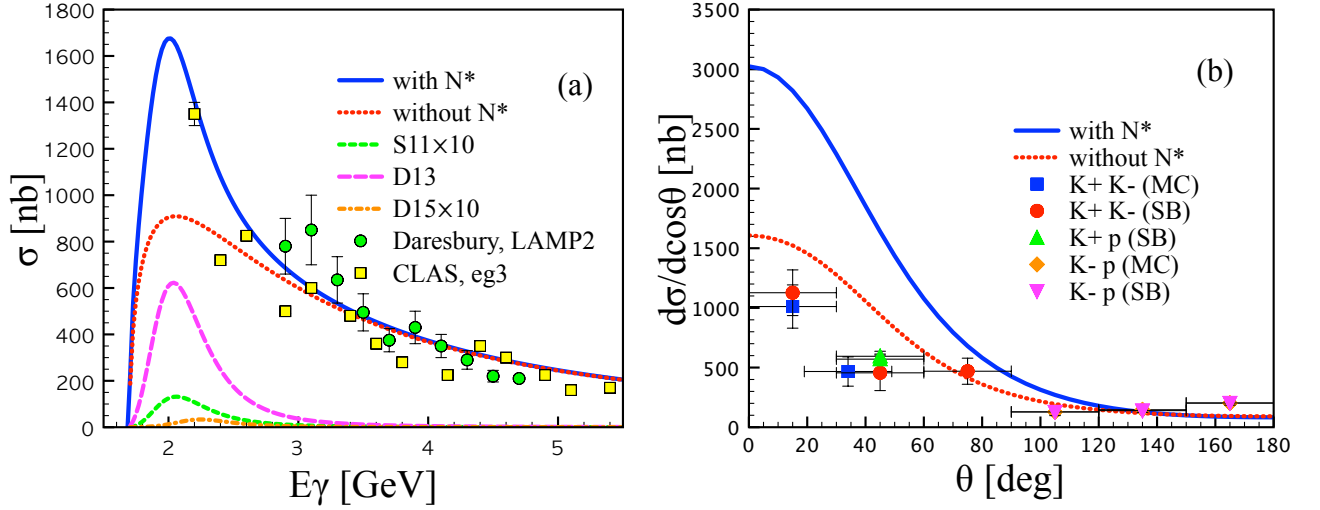 1800
1600
1400
1200
1000
800
600
400
200
0
2
3
4
5
σ [nb]
Eγ [GeV]
(a)
with N*
without N*
S11×10
D13
D15×10
Daresbury, LAMP2
CLAS, eg3
3500
3000
2500
2000
1500
1000
500
0
0
20
40
60
80
100
120
140
160
180
dσ/dcosθ [nb]
θ [deg]
(b)
with N*
without N*
K+ K- (MC)
K+ K- (SB)
K+ p (SB)
K- p (MC)
K- p (SB)